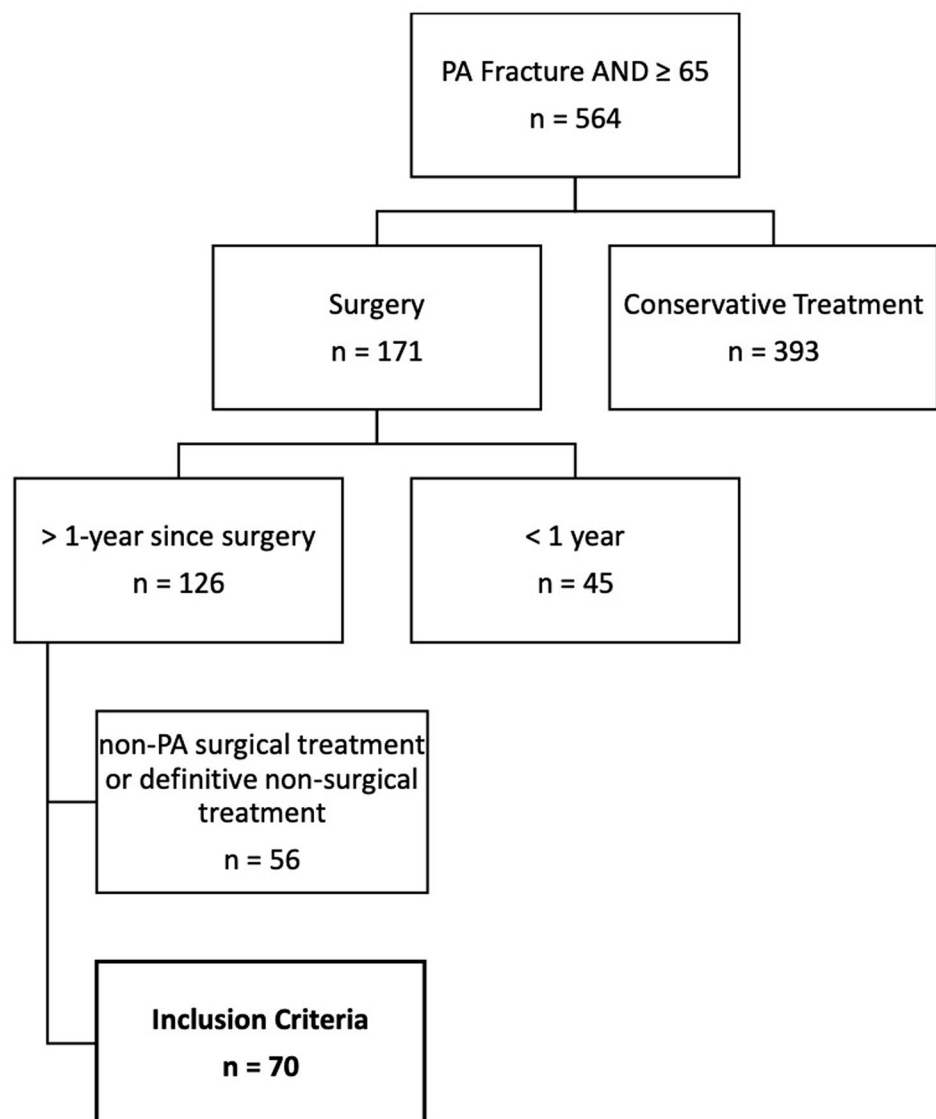 PA Fracture AND ≥ 65
n = 564
Surgery
n = 171
Conservative Treatment
n = 393
> 1-year since surgery
n = 126
< 1 year
n = 45
non-PA surgical treatment
or definitive non-surgical
treatment
n = 56
Inclusion Criteria
n = 70